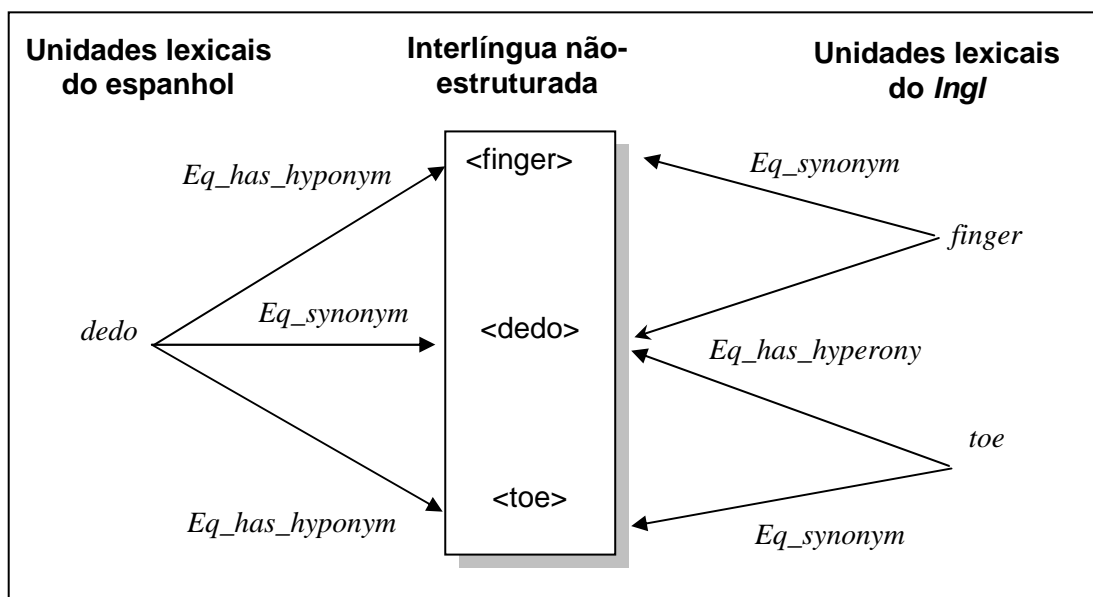 Unidades lexicais
do espanhol
Interlíngua não-
estruturada
Unidades lexicais
do Ingl
<finger>
Eq_has_hyponym
Eq_synonym
finger
dedo
Eq_synonym
<dedo>
Eq_has_hyperony
toe
<toe>
Eq_has_hyponym
Eq_synonym